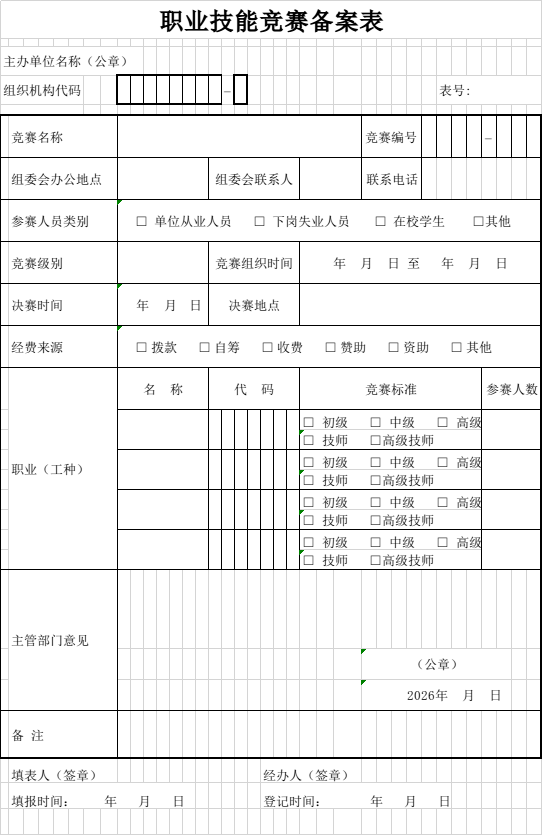 职业技能竞赛备案表
主办单位名称（公章）
组织机构代码 – 表号:
竞赛名称 竞赛编号 –
组委会办公地点 组委会联系人 联系电话
参赛人员类别 □ 单位从业人员 □ 下岗失业人员 □ 在校学生 □其他
竞赛级别 竞赛组织时间 年 月 日 至 年 月 日
决赛时间 年 月 日 决赛地点
经费来源 □ 拨款 □ 自筹 □ 收费 □ 赞助 □ 资助 □ 其他
职业（工种） 名 称 代 码 竞赛标准 参赛人数
□ 初级 □ 中级 □ 高级
□ 技师 □高级技师
□ 初级 □ 中级 □ 高级
□ 技师 □高级技师
□ 初级 □ 中级 □ 高级
□ 技师 □高级技师
□ 初级 □ 中级 □ 高级
□ 技师 □高级技师
主管部门意见
（公章）
2026年 月 日
备 注
填表人（签章） 经办人（签章）
填报时间: 年 月 日 登记时间: 年 月 日